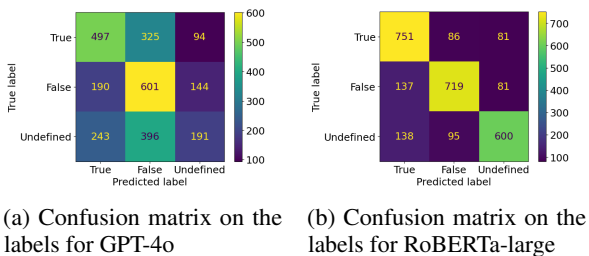 True
497 325 94
False
190 601 144
Undefined
243 396 191
True False Undefined
Predicted label
True label
600
500
400
300
200
100
(a) Confusion matrix on the
labels for GPT-4o
True
751 86 81
False
137 719 81
Undefined
138 95 600
True False Undefined
Predicted label
True label
700
600
500
400
300
200
100
(b) Confusion matrix on the
labels for RoBERTa-large